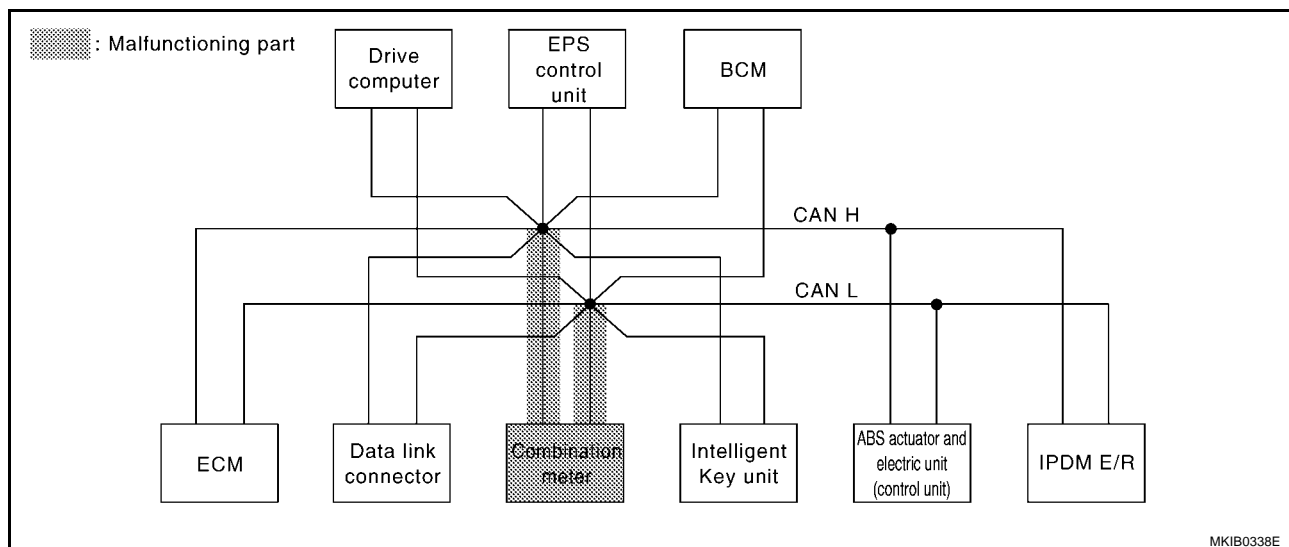 : Malfunctioning part
Drive
computer
EPS
control
unit
BCM
CAN H
CAN L
ECM
Data link
connector
Combination
meter
Intelligent
Key unit
ABS actuator and
electric unit
(control unit)
IPDM E/R
MKIB0338E